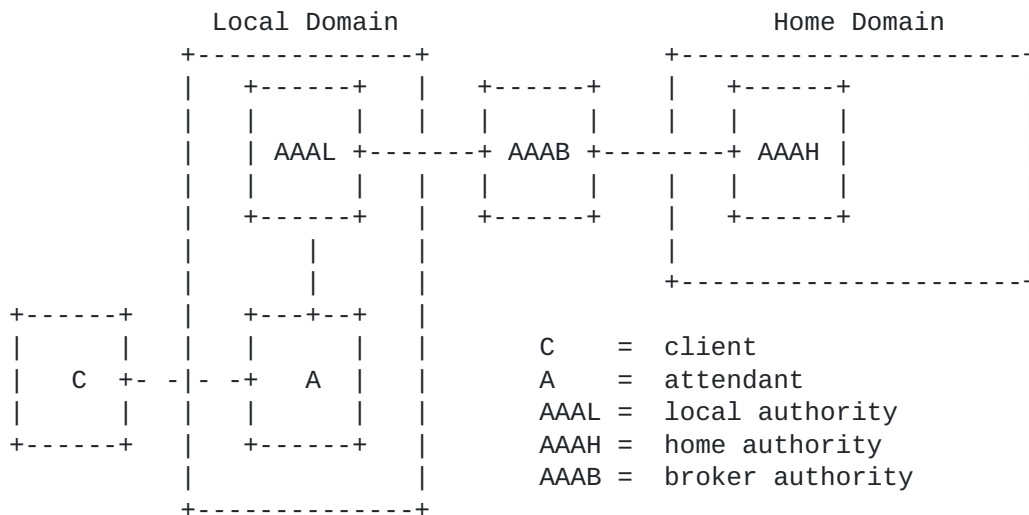 Local Domain Home Domain
AAAL AAAB AAAH
C = client
C A A = attendant
AAAL = local authority
AAAH = home authority
AAAB = broker authority